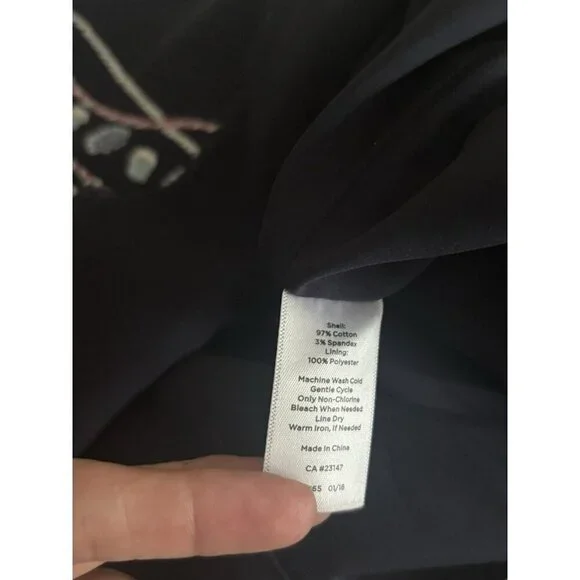 Shell:
97% Cotton
3% Spandex
Lining:
100% Polyester
Machine Wash Cold
Gentle Cycle
Only Non-Chlorine
Bleach When Needed
Line Dry
Warm Iron, If Needed
Made in China
CA #23147
01/18